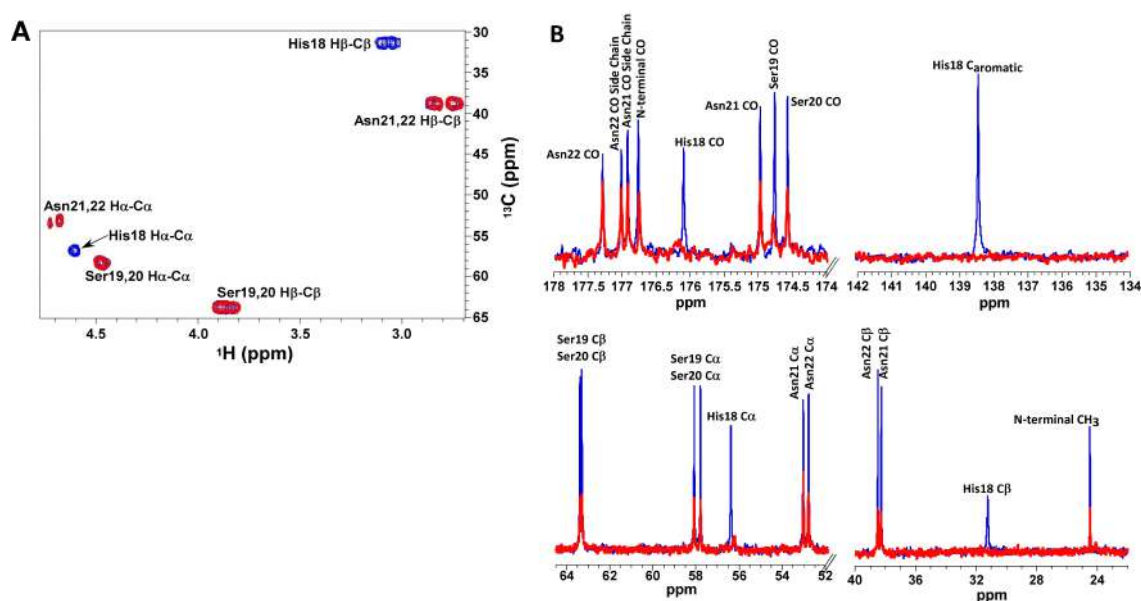 A
His18 Hβ-Cβ
Asn21,22 Hβ-Cβ
Asn21,22 Hα-Cα
His18 Hα-Cα
Ser19,20 Hα-Cα
Ser19,20 Hβ-Cβ
30
35
40
45
50
55
60
65
¹³C (ppm)
4.5 4.0 3.5 3.0
¹H (ppm)
B
Asn22 CO
Asn22 CO Side Chain
Asn21 CO Side Chain
N-terminal CO
His18 CO
Asn21 CO
Ser19 CO
Ser20 CO
His18 Caromatic
178 177.5 177 176.5 176 175.5 175 174.5 174
ppm
142 141 140 139 138 137 136 135 134
ppm
Ser19 Cβ
Ser20 Cβ
Ser19 Cα
Ser20 Cα
His18 Cα
Asn21 Cα
Asn22 Cα
Asn22 Cβ
Asn21 Cβ
His18 Cβ
N-terminal CH3
64 62 60 58 56 54 52
ppm
40 36 32 28 24
ppm